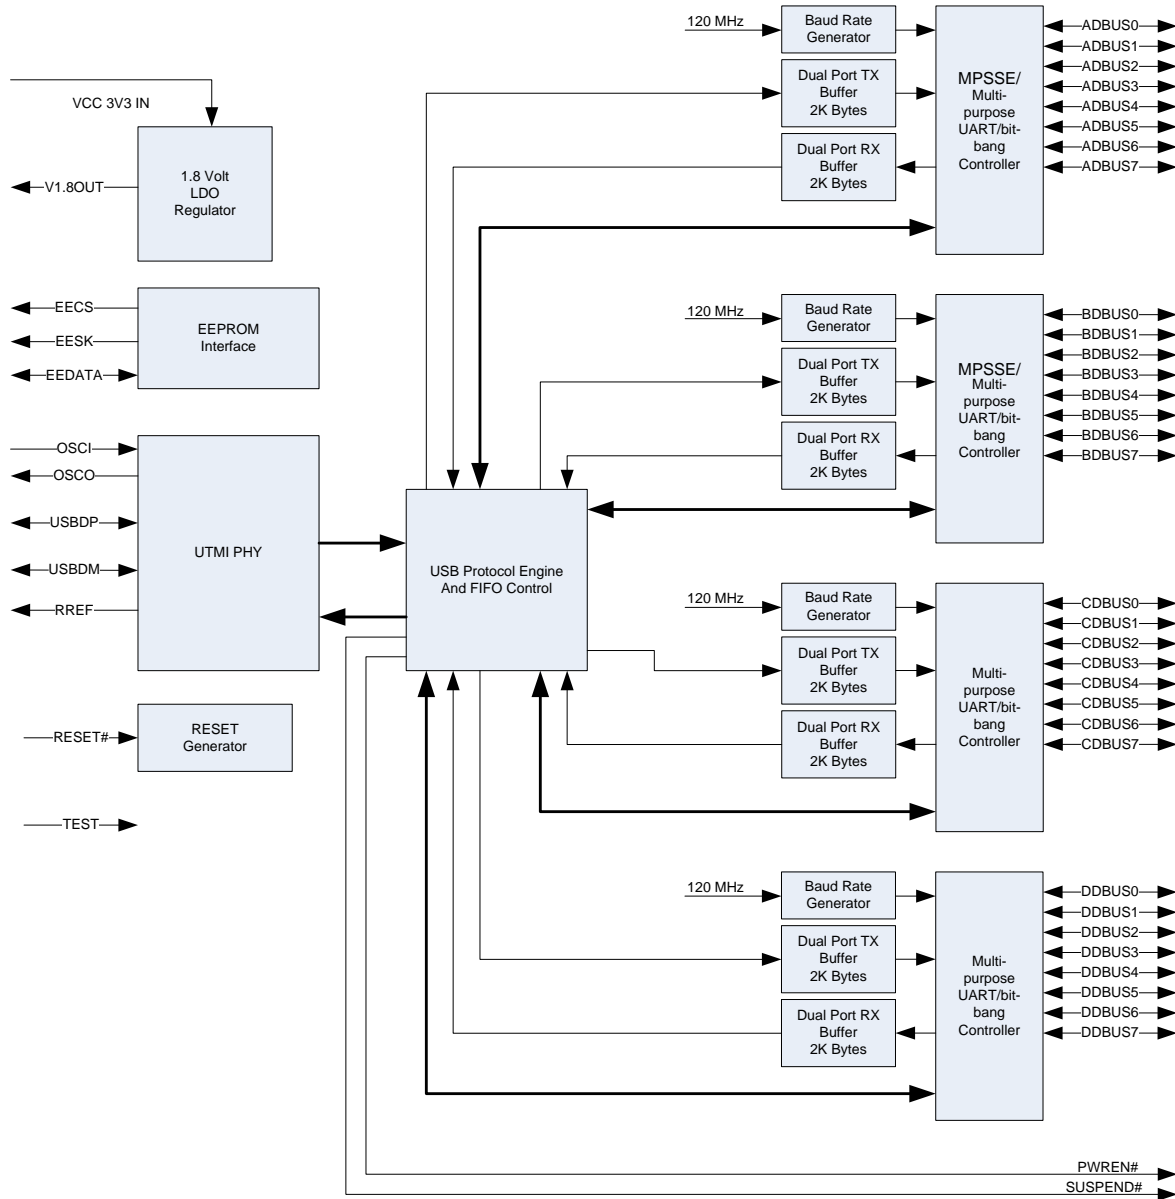 120 MHz
Baud Rate
Generator
Dual Port TX
Buffer
2K Bytes
Dual Port RX
Buffer
2K Bytes
MPSSE/
Multi-
purpose
UART/bit-
bang
Controller
ADBUS0
ADBUS1
ADBUS2
ADBUS3
ADBUS4
ADBUS5
ADBUS6
ADBUS7
VCC 3V3 IN
V1.8OUT
1.8 Volt
LDO
Regulator
EECS
EESK
EEDATA
EEPROM
Interface
120 MHz
Baud Rate
Generator
Dual Port TX
Buffer
2K Bytes
Dual Port RX
Buffer
2K Bytes
MPSSE/
Multi-
purpose
UART/bit-
bang
Controller
BDBUS0
BDBUS1
BDBUS2
BDBUS3
BDBUS4
BDBUS5
BDBUS6
BDBUS7
OSCI
OSCO
USBDP
USBDM
RREF
UTMI PHY
USB Protocol Engine
And FIFO Control
120 MHz
Baud Rate
Generator
Dual Port TX
Buffer
2K Bytes
Dual Port RX
Buffer
2K Bytes
Multi-
purpose
UART/bit-
bang
Controller
CDBUS0
CDBUS1
CDBUS2
CDBUS3
CDBUS4
CDBUS5
CDBUS6
CDBUS7
RESET#
RESET
Generator
TEST
120 MHz
Baud Rate
Generator
Dual Port TX
Buffer
2K Bytes
Dual Port RX
Buffer
2K Bytes
Multi-
purpose
UART/bit-
bang
Controller
DDBUS0
DDBUS1
DDBUS2
DDBUS3
DDBUS4
DDBUS5
DDBUS6
DDBUS7
PWREN#
SUSPEND#